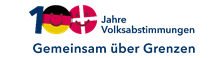 100 Jahre
Volksabstimmungen
Gemeinsam über Grenzen